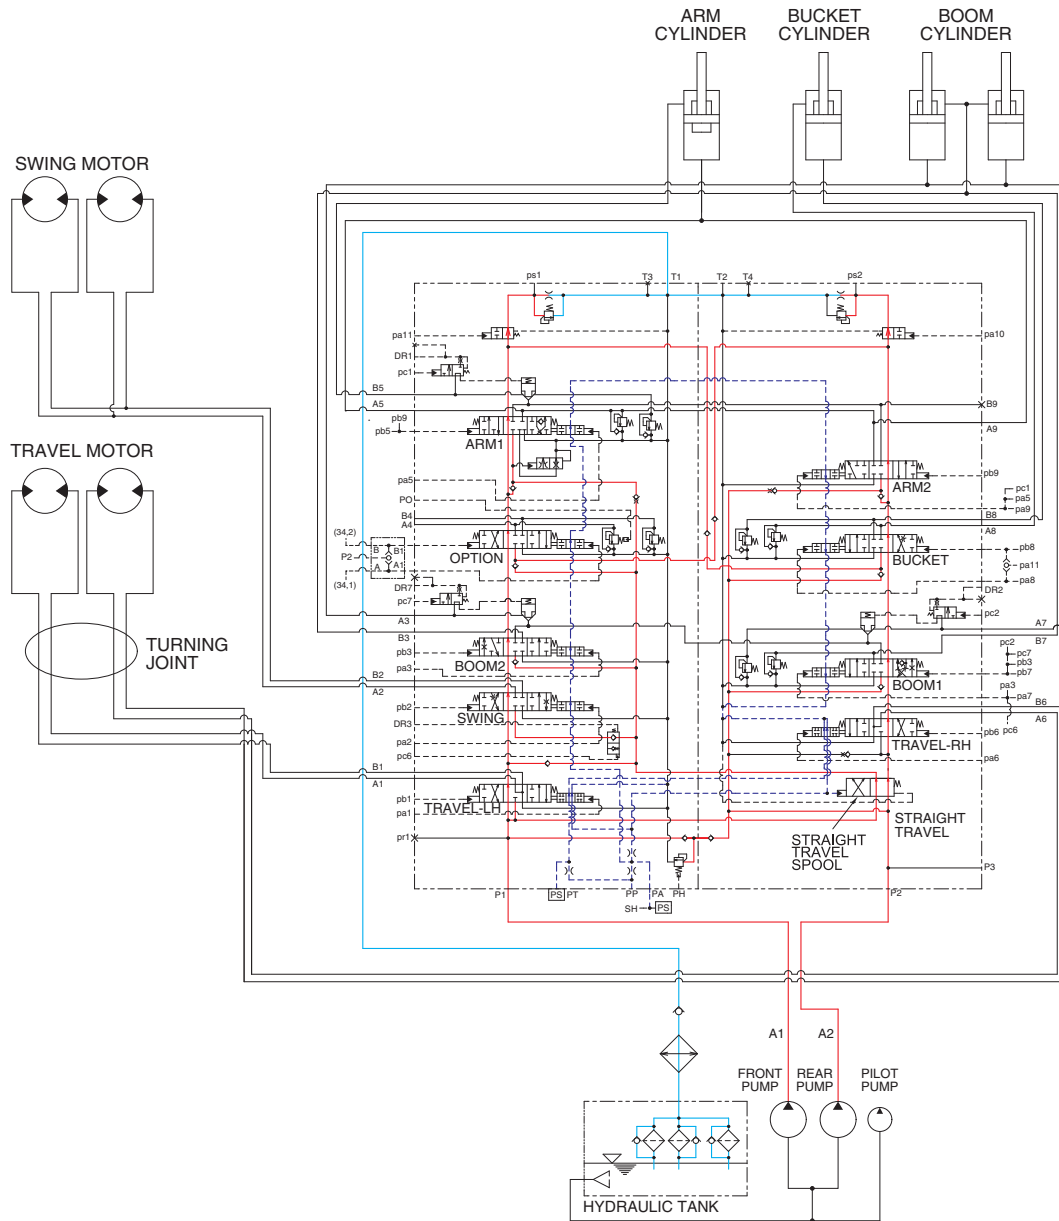 ARM
CYLINDER
BUCKET
CYLINDER
BOOM
CYLINDER
SWING MOTOR
TRAVEL MOTOR
TURNING
JOINT
ps1
T3
T1
T2
T4
ps2
pa11
DR1
pc1
B5
A5
pb9
pb5
ARM1
pa5
PO
B4
A4
(34,2)
B
B1
P2
A
A1
(34,1)
OPTION
DR7
pc7
A3
B3
pb3
BOOM2
pa3
B2
A2
pb2
SWING
DR3
pa2
pc6
B1
A1
pb1
TRAVEL-LH
pa1
pr1
pa10
B9
A9
pb9
ARM2
pc1
pa5
pa9
B8
A8
pb8
BUCKET
pa11
pa8
DR2
pc2
A7
B7
pc2
pc7
pb3
pb7
BOOM1
pa3
pa7
B6
A6
pc6
pb6
TRAVEL-RH
pa6
STRAIGHT
TRAVEL
STRAIGHT
TRAVEL
SPOOL
P3
P1
PS
PT
PP
PA
PH
P2
SH
PS
A1
A2
FRONT
PUMP
REAR
PUMP
PILOT
PUMP
HYDRAULIC TANK